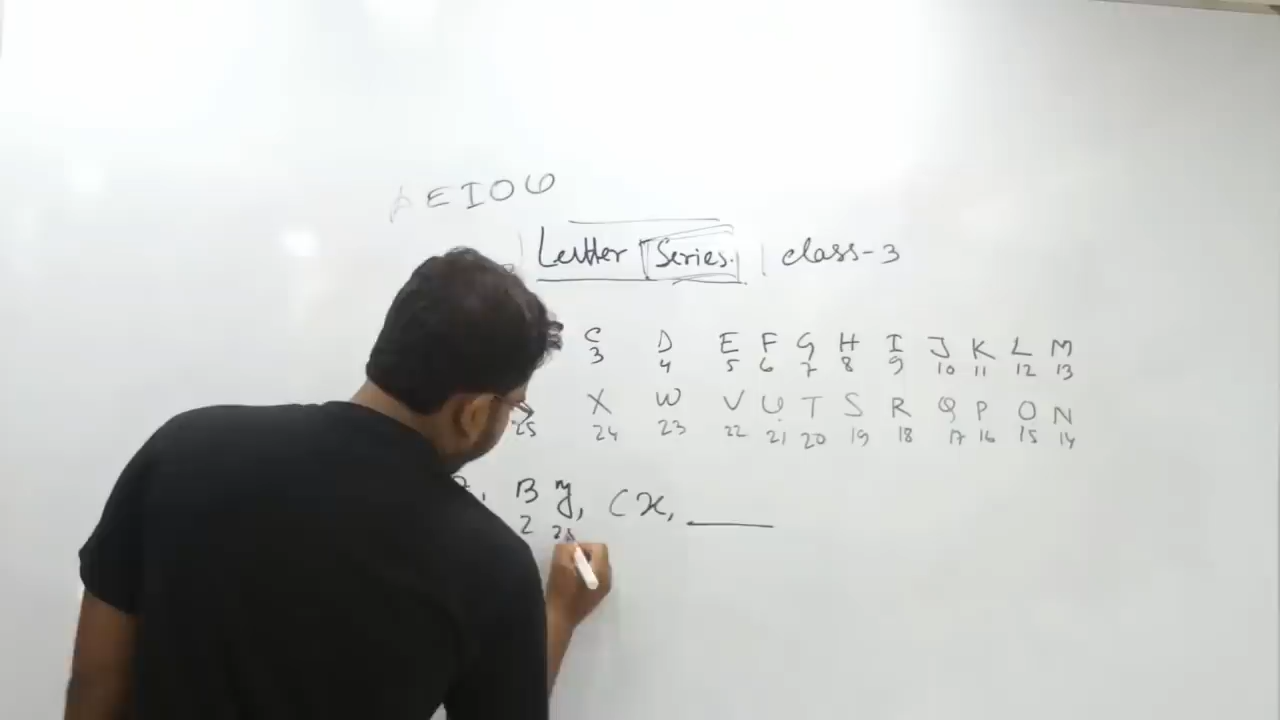 A E I O U
Letter Series. | class-3
C D E F G H I J K L M
3 4 5 6 7 8 9 10 11 12 13
X W V U T S R Q P O N
25 24 23 22 21 20 19 18 17 16 15 14
, B y, C x, ____
2 2